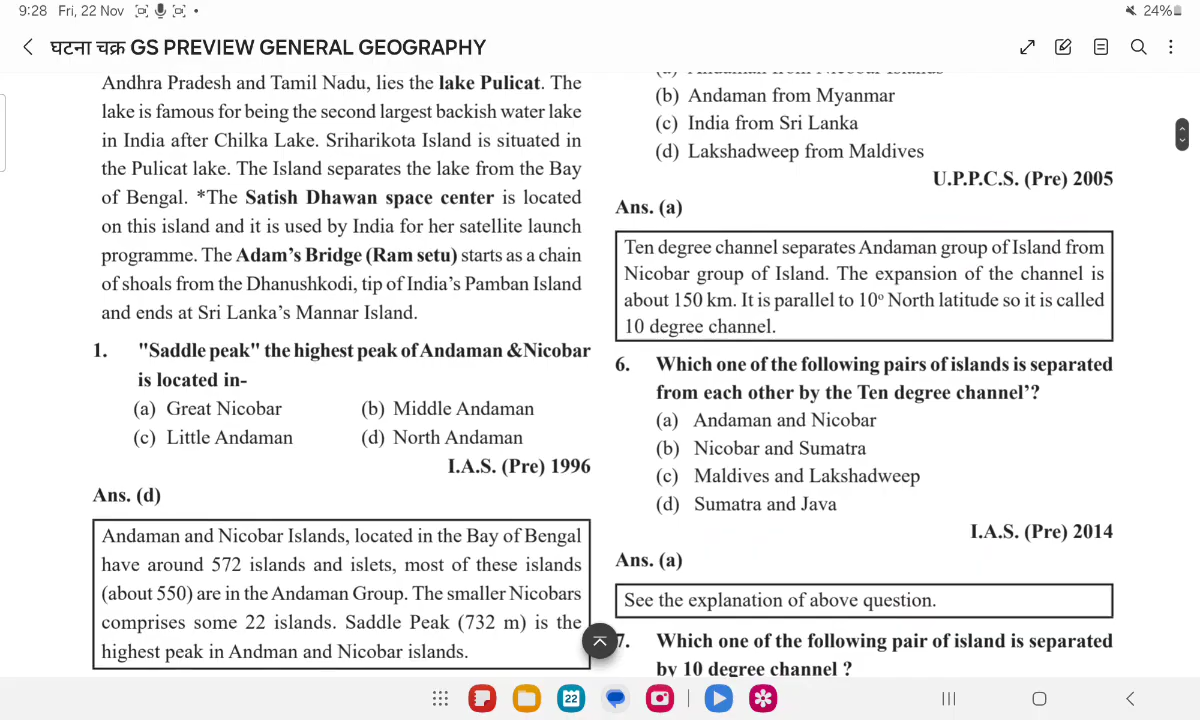 9:28 Fri, 22 Nov
24%
घटना चक्र GS PREVIEW GENERAL GEOGRAPHY
Andhra Pradesh and Tamil Nadu, lies the lake Pulicat. The
lake is famous for being the second largest backish water lake
in India after Chilka Lake. Sriharikota Island is situated in
the Pulicat lake. The Island separates the lake from the Bay
of Bengal. *The Satish Dhawan space center is located
on this island and it is used by India for her satellite launch
programme. The Adam's Bridge (Ram setu) starts as a chain
of shoals from the Dhanushkodi, tip of India's Pamban Island
and ends at Sri Lanka's Mannar Island.
1. "Saddle peak" the highest peak of Andaman &Nicobar
is located in-
(a) Great Nicobar (b) Middle Andaman
(c) Little Andaman (d) North Andaman
I.A.S. (Pre) 1996
Ans. (d)
Andaman and Nicobar Islands, located in the Bay of Bengal
have around 572 islands and islets, most of these islands
(about 550) are in the Andaman Group. The smaller Nicobars
comprises some 22 islands. Saddle Peak (732 m) is the
highest peak in Andman and Nicobar islands.
(b) Andaman from Myanmar
(c) India from Sri Lanka
(d) Lakshadweep from Maldives
U.P.P.C.S. (Pre) 2005
Ans. (a)
Ten degree channel separates Andaman group of Island from
Nicobar group of Island. The expansion of the channel is
about 150 km. It is parallel to 10º North latitude so it is called
10 degree channel.
6. Which one of the following pairs of islands is separated
from each other by the Ten degree channel'?
(a) Andaman and Nicobar
(b) Nicobar and Sumatra
(c) Maldives and Lakshadweep
(d) Sumatra and Java
I.A.S. (Pre) 2014
Ans. (a)
See the explanation of above question.
7. Which one of the following pair of island is separated
by 10 degree channel ?
22